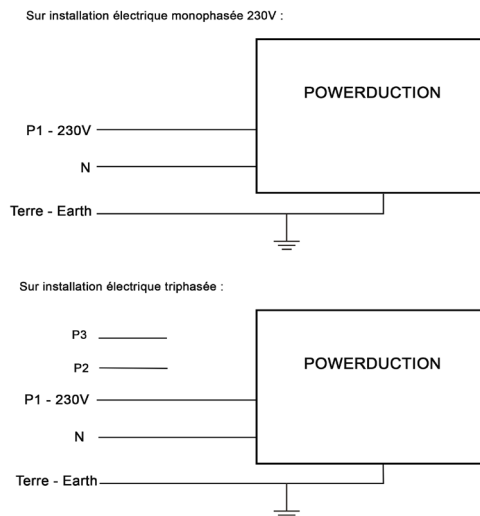 Sur installation électrique monophasée 230V :
POWERDUCTION
P1 - 230V
N
Terre - Earth
Sur installation électrique triphasée :
P3
P2
POWERDUCTION
P1 - 230V
N
Terre - Earth